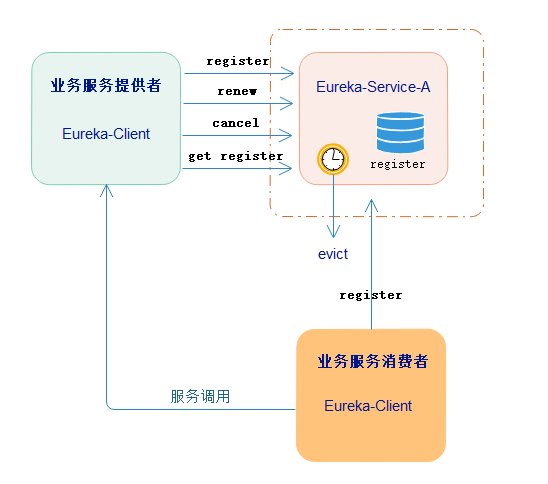 业务服务提供者
Eureka-Client
register
renew
cancel
get register
Eureka-Service-A
register
evict
register
业务服务消费者
Eureka-Client
服务调用